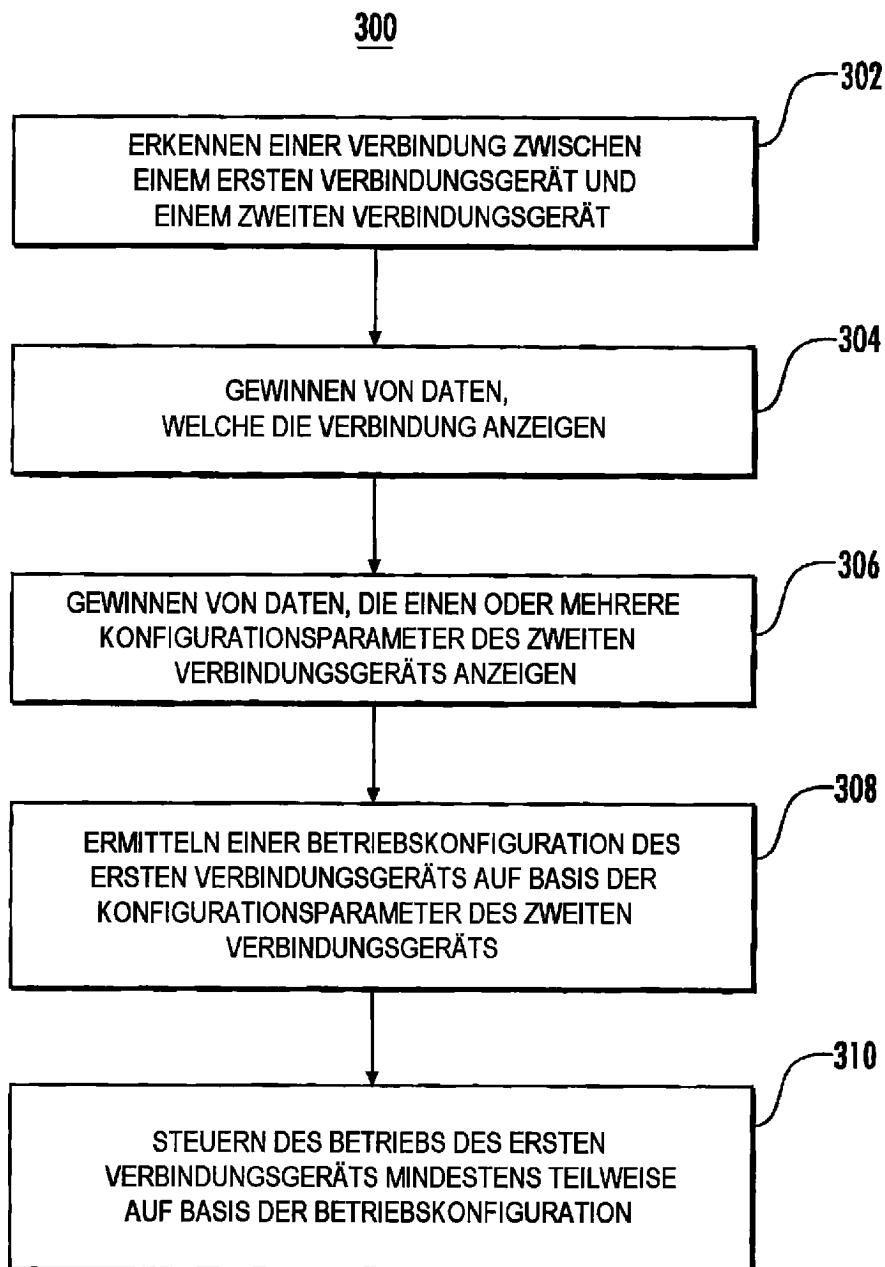 300
302
ERKENNEN EINER VERBINDUNG ZWISCHEN
EINEM ERSTEN VERBINDUNGSGERÄT UND
EINEM ZWEITEN VERBINDUNGSGERÄT
304
GEWINNEN VON DATEN,
WELCHE DIE VERBINDUNG ANZEIGEN
306
GEWINNEN VON DATEN, DIE EINEN ODER MEHRERE
KONFIGURATIONSPARAMETER DES ZWEITEN
VERBINDUNGSGERÄTS ANZEIGEN
308
ERMITTELN EINER BETRIEBSKONFIGURATION DES
ERSTEN VERBINDUNGSGERÄTS AUF BASIS DER
KONFIGURATIONSPARAMETER DES ZWEITEN
VERBINDUNGSGERÄTS
310
STEUERN DES BETRIEBS DES ERSTEN
VERBINDUNGSGERÄTS MINDESTENS TEILWEISE
AUF BASIS DER BETRIEBSKONFIGURATION